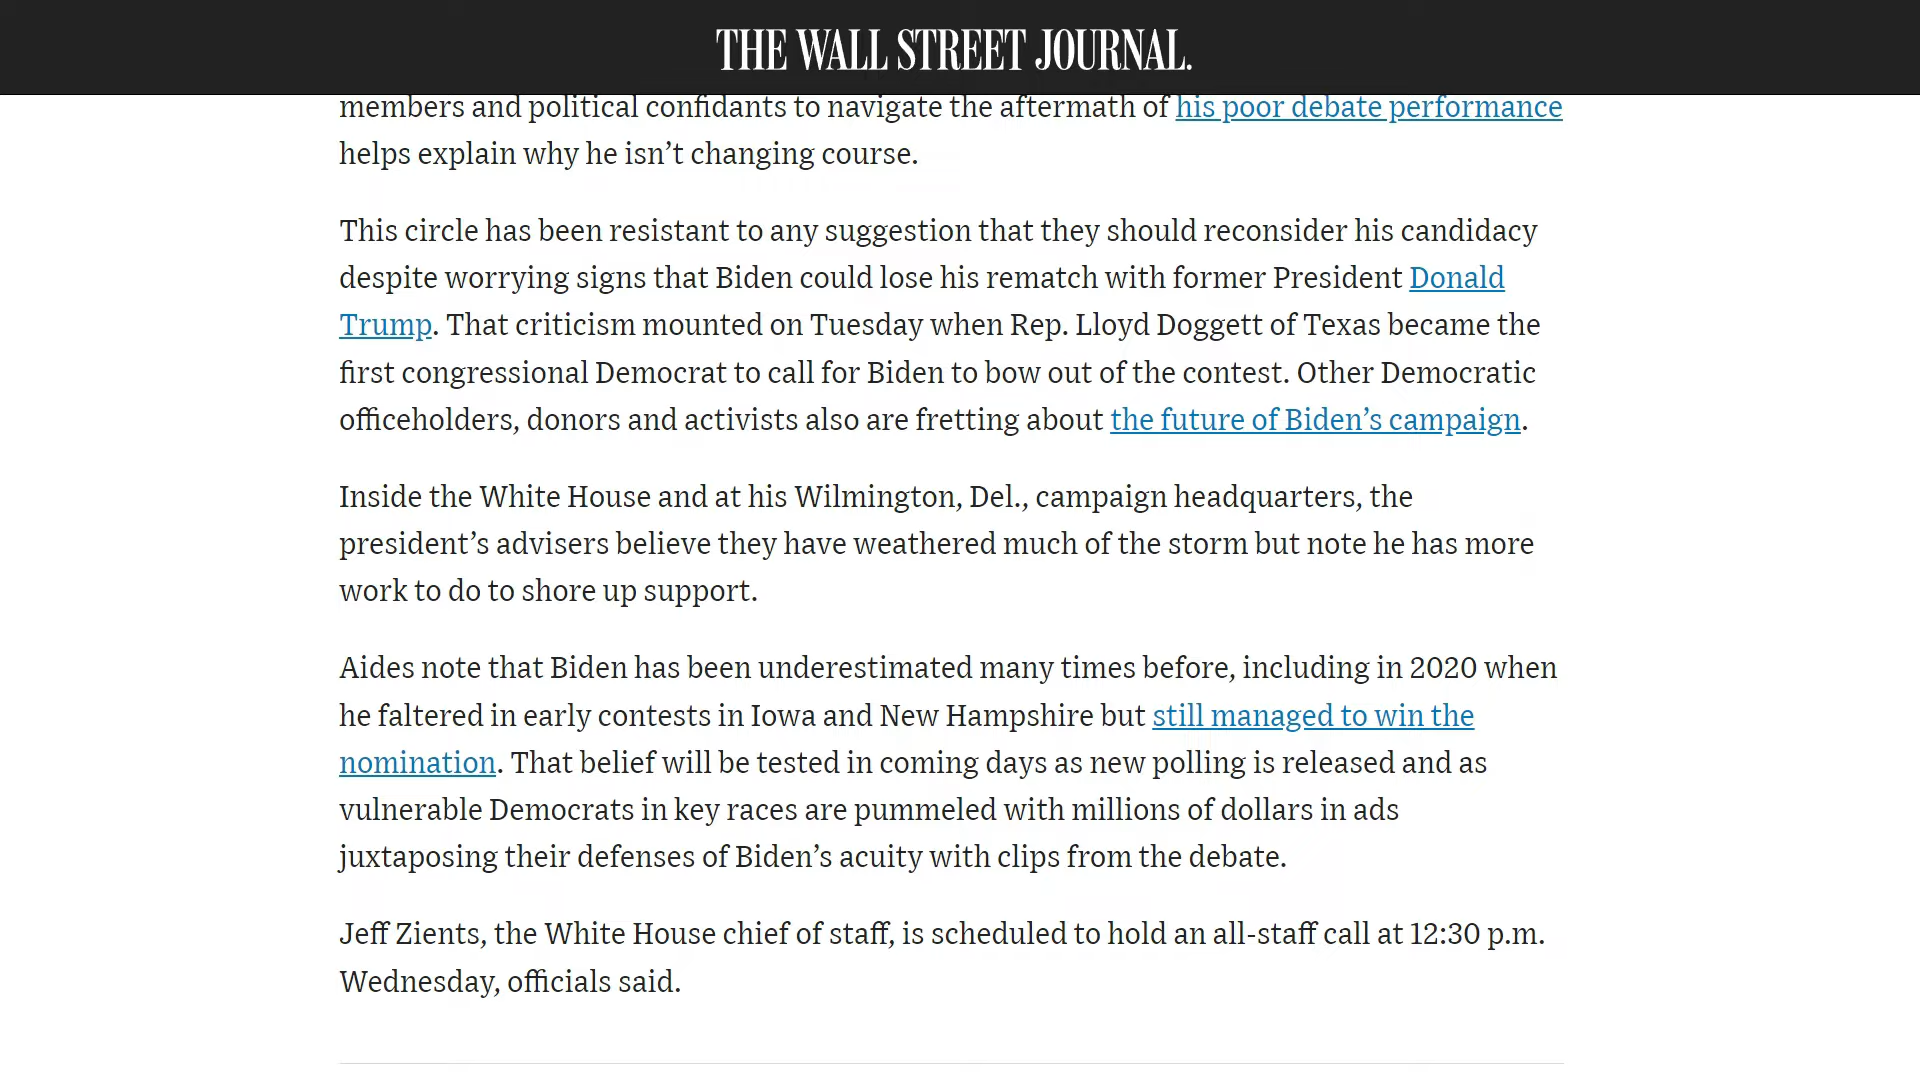 THE WALL STREET JOURNAL.
members and political confidants to navigate the aftermath of his poor debate performance
helps explain why he isn’t changing course.
This circle has been resistant to any suggestion that they should reconsider his candidacy
despite worrying signs that Biden could lose his rematch with former President Donald
Trump. That criticism mounted on Tuesday when Rep. Lloyd Doggett of Texas became the
first congressional Democrat to call for Biden to bow out of the contest. Other Democratic
officeholders, donors and activists also are fretting about the future of Biden’s campaign.
Inside the White House and at his Wilmington, Del., campaign headquarters, the
president’s advisers believe they have weathered much of the storm but note he has more
work to do to shore up support.
Aides note that Biden has been underestimated many times before, including in 2020 when
he faltered in early contests in Iowa and New Hampshire but still managed to win the
nomination. That belief will be tested in coming days as new polling is released and as
vulnerable Democrats in key races are pummeled with millions of dollars in ads
juxtaposing their defenses of Biden’s acuity with clips from the debate.
Jeff Zients, the White House chief of staff, is scheduled to hold an all-staff call at 12:30 p.m.
Wednesday, officials said.